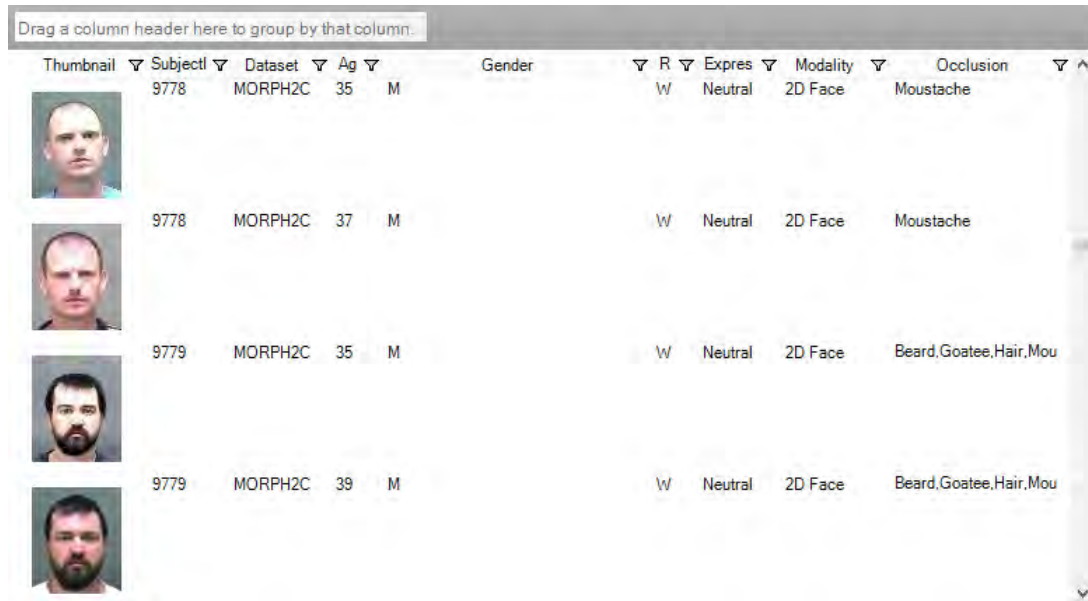 Drag a column header here to group by that column.
Thumbnail SubjectI Dataset Ag Gender R Expres Modality Occlusion
9778 MORPH2C 35 M W Neutral 2D Face Moustache
9778 MORPH2C 37 M W Neutral 2D Face Moustache
9779 MORPH2C 35 M W Neutral 2D Face Beard,Goatee,Hair,Mou
9779 MORPH2C 39 M W Neutral 2D Face Beard,Goatee,Hair,Mou